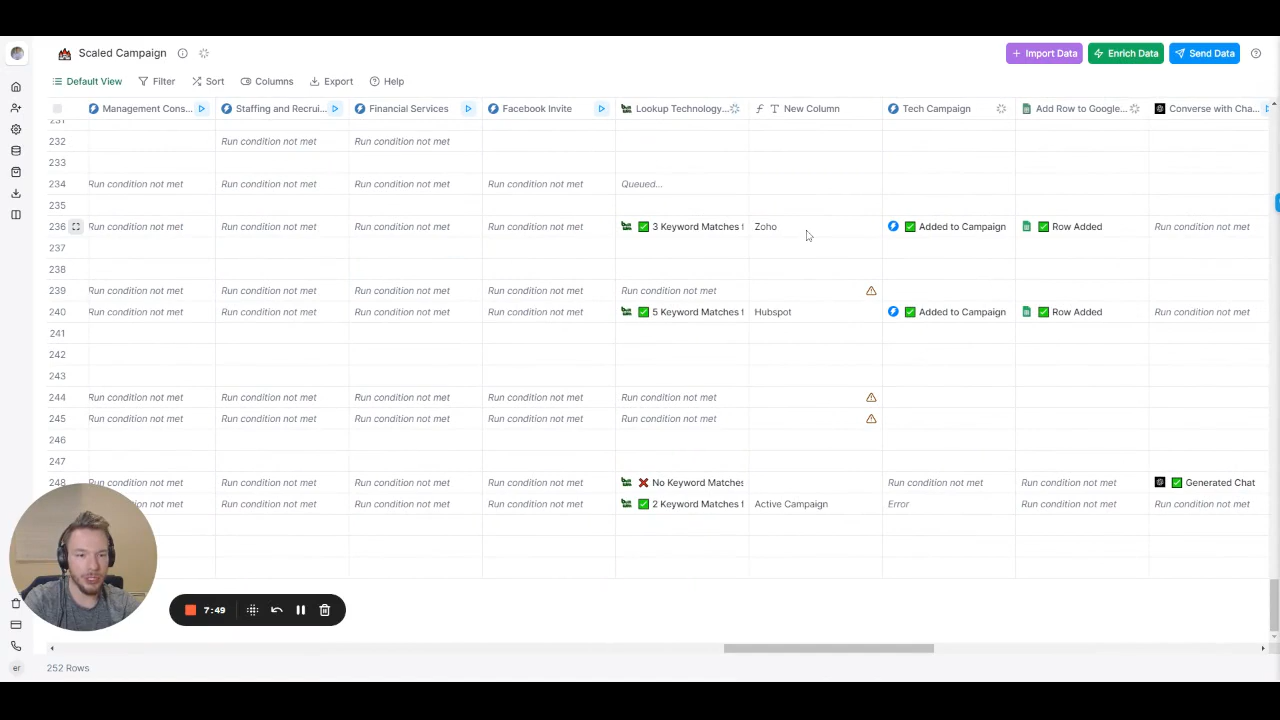 Scaled Campaign
Import Data
Enrich Data
Send Data
Default View
Filter
Sort
Columns
Export
Help
Management Cons...
Staffing and Recrui...
Financial Services
Facebook Invite
Lookup Technology...
New Column
Tech Campaign
Add Row to Google...
Converse with Cha...
231
232 Run condition not met Run condition not met
233
234 Run condition not met Run condition not met Run condition not met Run condition not met Queued...
235
236 Run condition not met Run condition not met Run condition not met Run condition not met 3 Keyword Matches f Zoho Added to Campaign Row Added Run condition not met
237
238
239 Run condition not met Run condition not met Run condition not met Run condition not met Run condition not met
240 Run condition not met Run condition not met Run condition not met Run condition not met 5 Keyword Matches f Hubspot Added to Campaign Row Added Run condition not met
241
242
243
244 Run condition not met Run condition not met Run condition not met Run condition not met Run condition not met
245 Run condition not met Run condition not met Run condition not met Run condition not met Run condition not met
246
247
248 Run condition not met Run condition not met Run condition not met Run condition not met No Keyword Matches Run condition not met Run condition not met Generated Chat
condition not met Run condition not met Run condition not met Run condition not met 2 Keyword Matches f Active Campaign Error Run condition not met Run condition not met
7:49
er
252 Rows